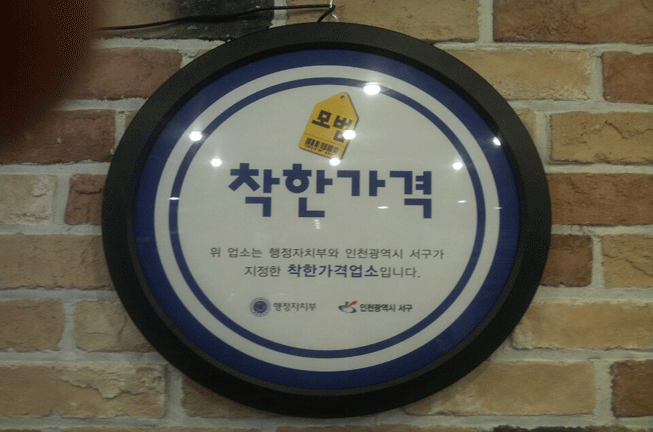 모범
착한가격
위 업소는 행정자치부와 인천광역시 서구가
지정한 착한가격업소입니다.
행정자치부 인천광역시 서구